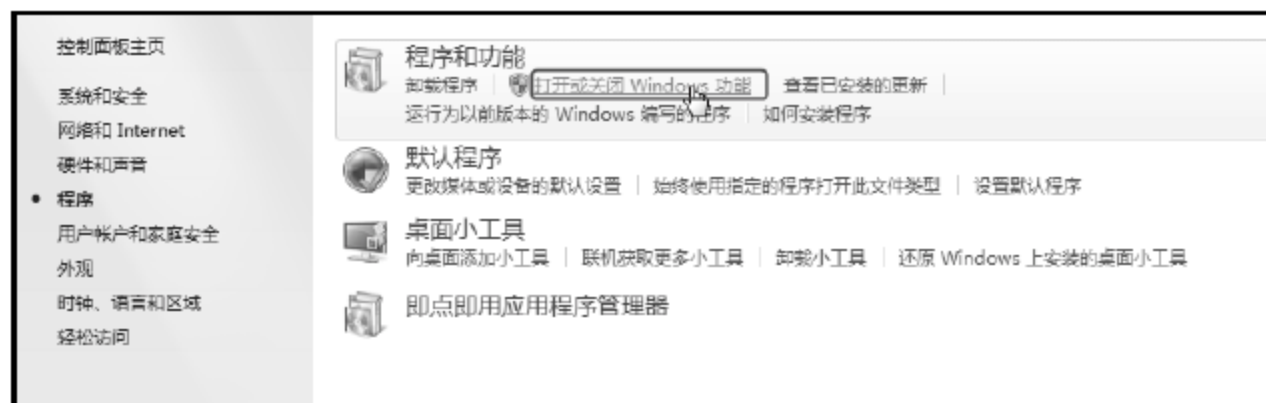 控制面板主页
系统和安全
网络和 Internet
硬件和声音
程序
用户帐户和家庭安全
外观
时钟、语言和区域
轻松访问
程序和功能
卸载程序 | 打开或关闭 Windows 功能 查看已安装的更新 |
运行为以前版本的 Windows 编写的程序 | 如何安装程序
默认程序
更改媒体或设备的默认设置 | 始终使用指定的程序打开此文件类型 | 设置默认程序
桌面小工具
向桌面添加小工具 | 联机获取更多小工具 | 卸载小工具 | 还原 Windows 上安装的桌面小工具
即点即用应用程序管理器